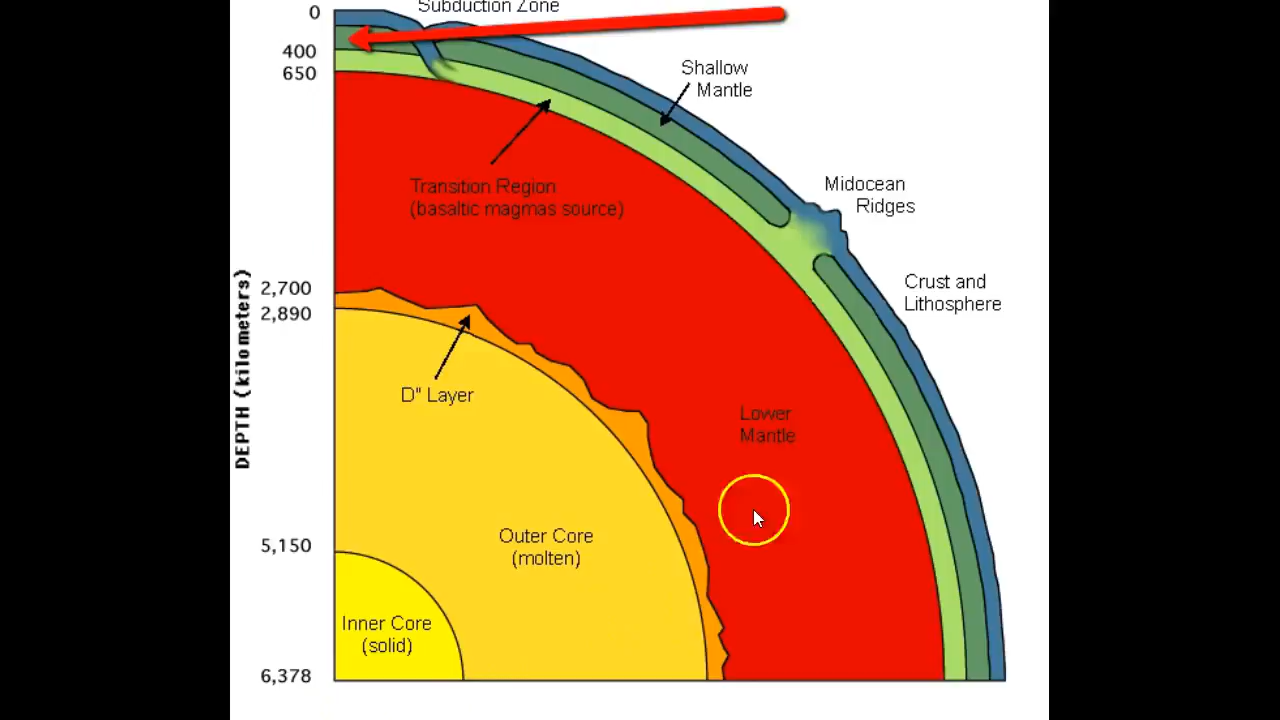 Subduction Zone
0
400
650
Shallow
Mantle
Transition Region
(basaltic magmas source)
Midocean
Ridges
Crust and
Lithosphere
DEPTH (kilometers)
2,700
2,890
D" Layer
Lower
Mantle
Outer Core
(molten)
5,150
Inner Core
(solid)
6,378